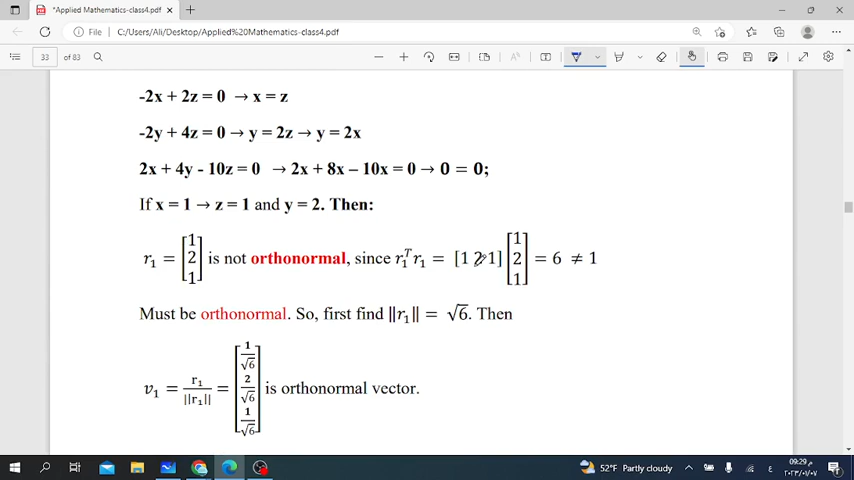 *Applied Mathematics-class4.pdf
File C:/Users/Ali/Desktop/Applied%20Mathematics-class4.pdf
33 of 83
-2x + 2z = 0 → x = z
-2y + 4z = 0 → y = 2z → y = 2x
2x + 4y - 10z = 0 → 2x + 8x – 10x = 0 → 0 = 0;
If x = 1 → z = 1 and y = 2. Then:
r₁ = [1 2 1] is not orthonormal, since r₁ᵀr₁ = [1 2 1] [1 2 1] = 6 ≠ 1
Must be orthonormal. So, first find ||r₁|| = √6. Then
v₁ = r₁/||r₁|| = [1/√6 2/√6 1/√6] is orthonormal vector.
52°F Partly cloudy
ع
09:29 م
٢٠٢٣/٠١/٠٧